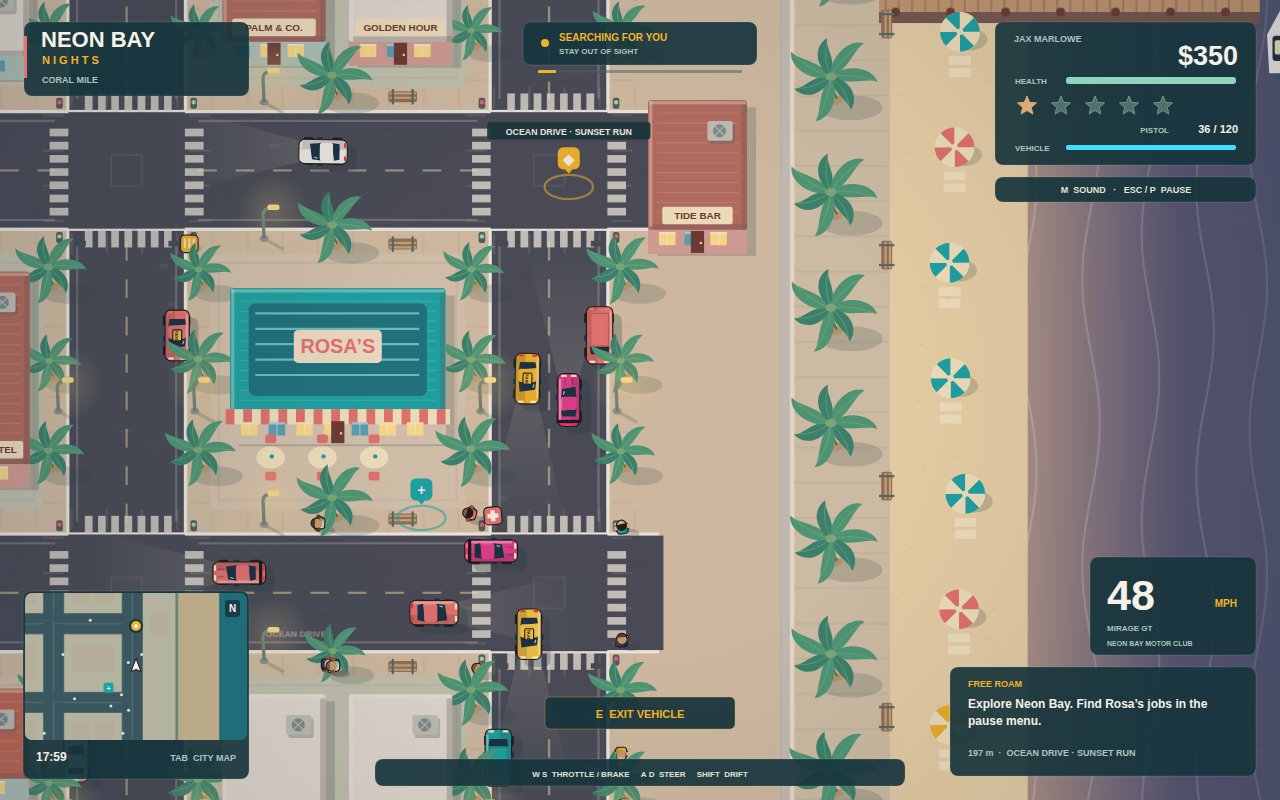 PALM & CO.
GOLDEN HOUR
NEON BAY
NIGHTS
CORAL MILE
SEARCHING FOR YOU
STAY OUT OF SIGHT
JAX MARLOWE
$350
HEALTH
PISTOL
36 / 120
VEHICLE
M SOUND · ESC / P PAUSE
OCEAN DRIVE · SUNSET RUN
TIDE BAR
ROSA'S
TEL
+
OCEAN DRIVE
N
+
17:59
TAB CITY MAP
E EXIT VEHICLE
W S THROTTLE / BRAKE A D STEER SHIFT DRIFT
48
MPH
MIRAGE GT
NEON BAY MOTOR CLUB
FREE ROAM
Explore Neon Bay. Find Rosa's jobs in the
pause menu.
197 m · OCEAN DRIVE · SUNSET RUN